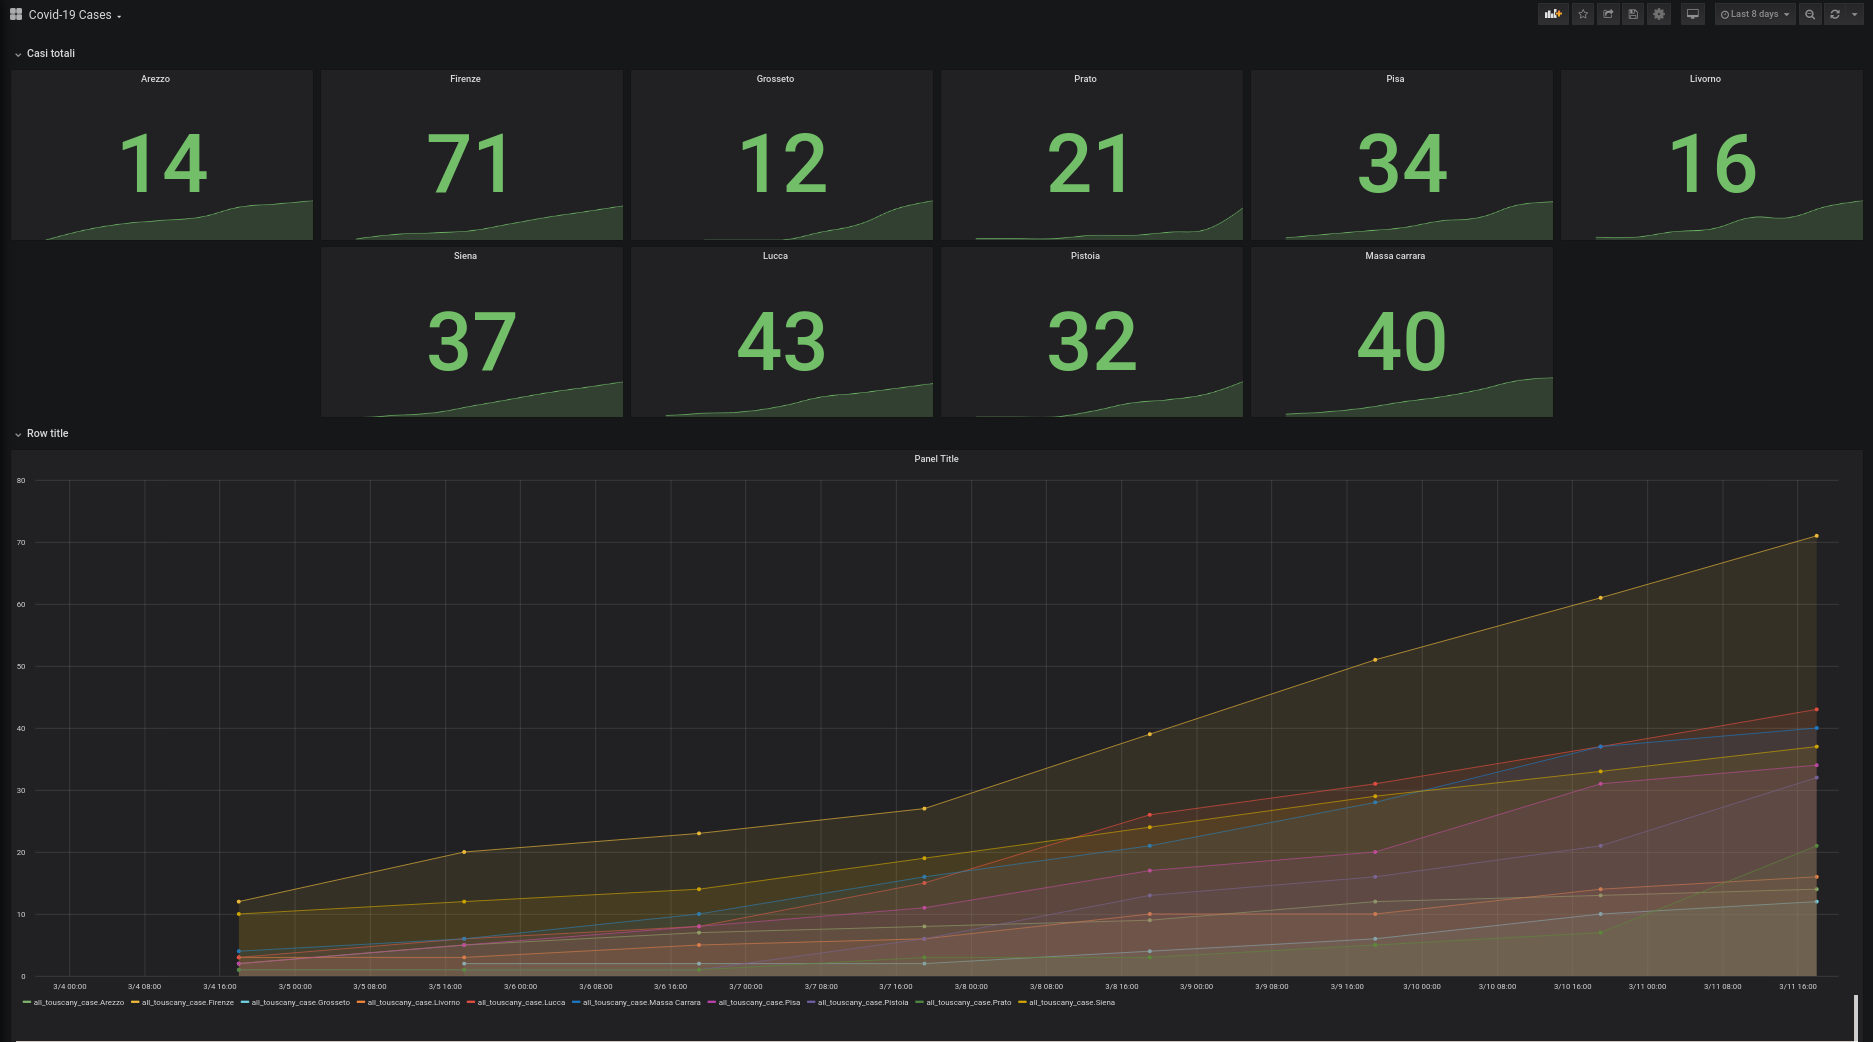 Covid-19 Cases
Last 8 days
Casi totali
Arezzo Firenze Grosseto Prato Pisa Livorno
14 71 12 21 34 16
Siena Lucca Pistoia Massa carrara
37 43 32 40
Row title
Panel Title
80
70
60
50
40
30
20
10
0
3/4 00:00 3/4 08:00 3/4 16:00 3/5 00:00 3/5 08:00 3/5 16:00 3/6 00:00 3/6 08:00 3/6 16:00 3/7 00:00 3/7 08:00 3/7 16:00 3/8 00:00 3/8 08:00 3/8 16:00 3/9 00:00 3/9 08:00 3/9 16:00 3/10 00:00 3/10 08:00 3/10 16:00 3/11 00:00 3/11 08:00 3/11 16:00
all_touscany_case.Arezzo all_touscany_case.Firenze all_touscany_case.Grosseto all_touscany_case.Livorno all_touscany_case.Lucca all_touscany_case.Massa Carrara all_touscany_case.Pisa all_touscany_case.Pistoia all_touscany_case.Prato all_touscany_case.Siena